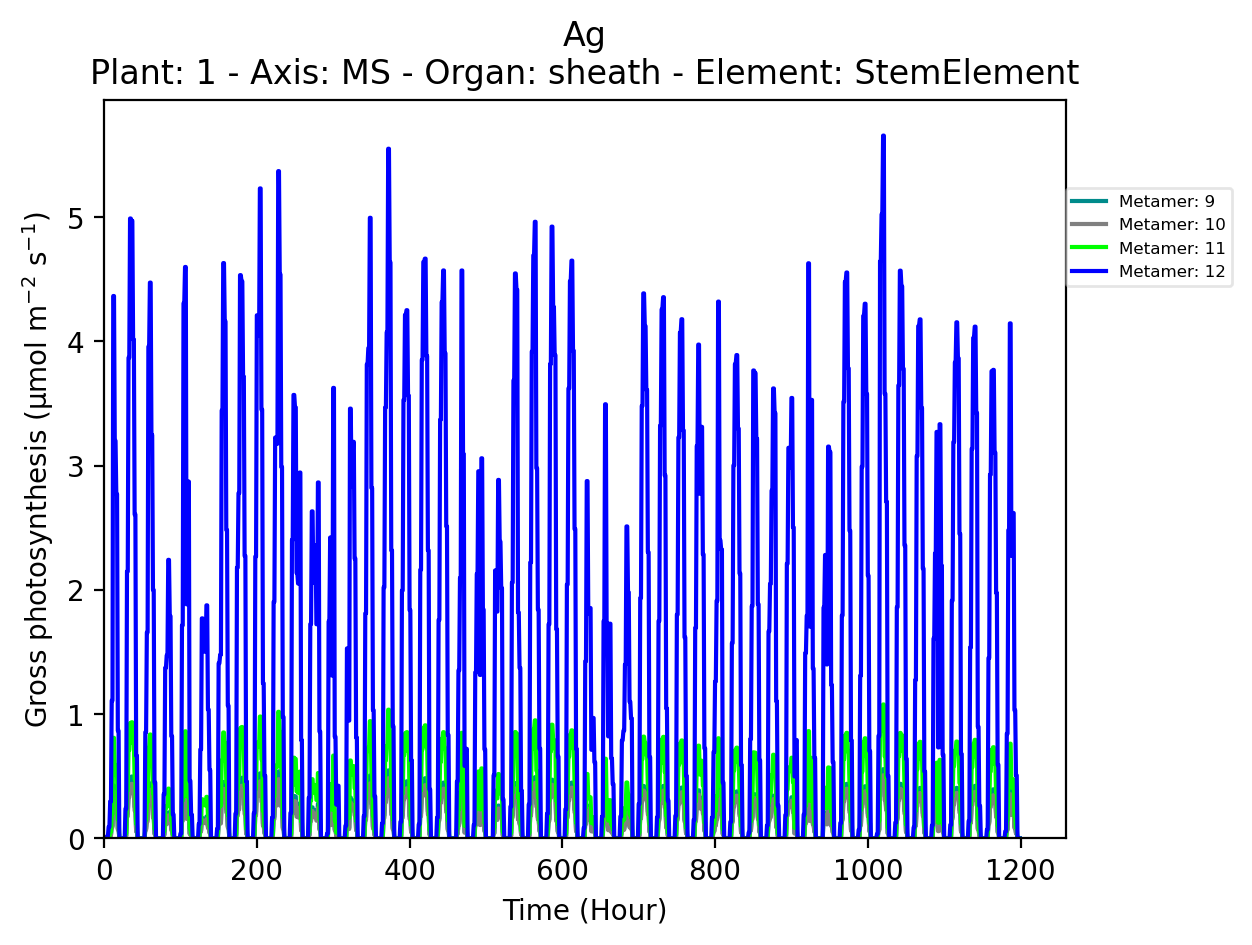 Ag
Plant: 1 - Axis: MS - Organ: sheath - Element: StemElement
Gross photosynthesis (µmol m⁻² s⁻¹)
5
4
3
2
1
0
0 200 400 600 800 1000 1200
Time (Hour)
Metamer: 9
Metamer: 10
Metamer: 11
Metamer: 12